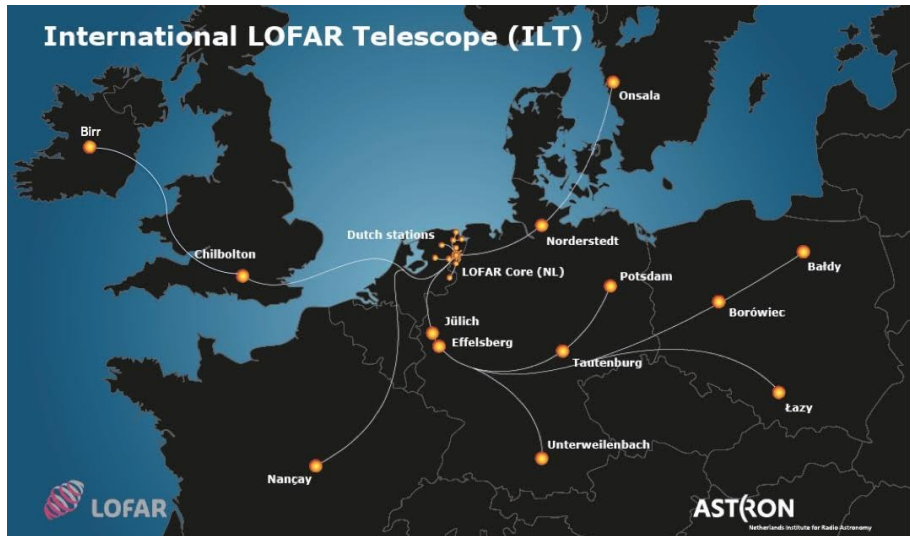 International LOFAR Telescope (ILT)
Onsala
Birr
Dutch stations
Norderstedt
Chilbolton
LOFAR Core (NL)
Potsdam
Bałdy
Borówiec
Jülich
Effelsberg
Tautenburg
Łazy
Unterweilenbach
Nançay
LOFAR
ASTRON
Netherlands Institute for Radio Astronomy